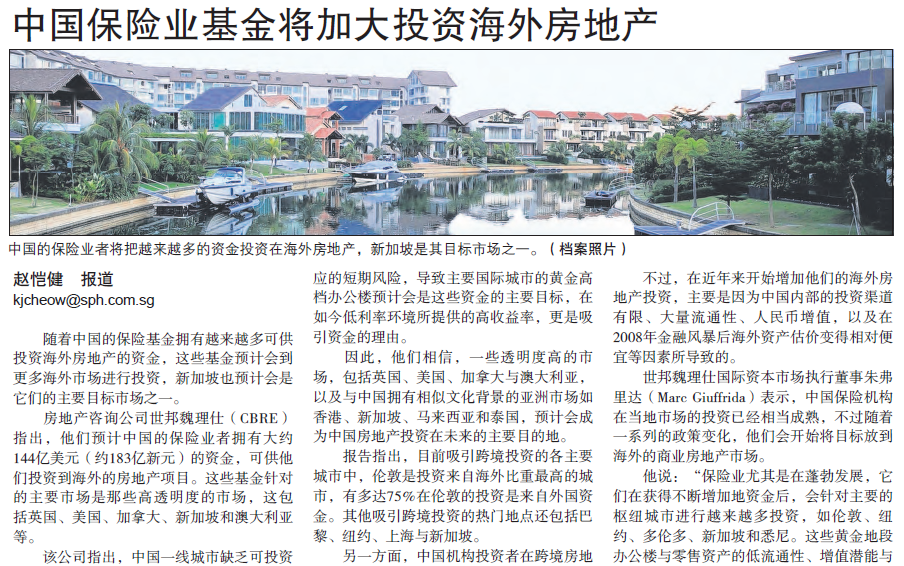 中国保险业基金将加大投资海外房地产
中国的保险业者将把越来越多的资金投资在海外房地产，新加坡是其目标市场之一。（档案照片）
赵恺健　报道
kjcheow@sph.com.sg
随着中国的保险基金拥有越来越多可供
投资海外房地产的资金，这些基金预计会到
更多海外市场进行投资，新加坡也预计会是
它们的主要目标市场之一。
房地产咨询公司世邦魏理仕（CBRE）
指出，他们预计中国的保险业者拥有大约
144亿美元（约183亿新元）的资金，可供他
们投资到海外的房地产项目。这些基金针对
的主要市场是那些高透明度的市场，这包
括英国、美国、加拿大、新加坡和澳大利亚
等。
该公司指出，中国一线城市缺乏可投资
应的短期风险，导致主要国际城市的黄金高
档办公楼预计会是这些资金的主要目标，在
如今低利率环境所提供的高收益率，更是吸
引资金的理由。
因此，他们相信，一些透明度高的市
场，包括英国、美国、加拿大与澳大利亚，
以及与中国拥有相似文化背景的亚洲市场如
香港、新加坡、马来西亚和泰国，预计会成
为中国房地产投资在未来的主要目的地。
报告指出，目前吸引跨境投资的各主要
城市中，伦敦是投资来自海外比重最高的城
市，有多达75%在伦敦的投资是来自外国资
金。其他吸引跨境投资的热门地点还包括巴
黎、纽约、上海与新加坡。
另一方面，中国机构投资者在跨境房地
不过，在近年来开始增加他们的海外房
地产投资，主要是因为中国内部的投资渠道
有限、大量流通性、人民币增值，以及在
2008年金融风暴后海外资产估价变得相对便
宜等因素所导致的。
世邦魏理仕国际资本市场执行董事朱弗
里达（Marc Giuffrida）表示，中国保险机构
在当地市场的投资已经相当成熟，不过随着
一系列的政策变化，他们会开始将目标放到
海外的商业房地产市场。
他说：“保险业尤其是在蓬勃发展，它
们在获得不断增加地资金后，会针对主要的
枢纽城市进行越来越多投资，如伦敦、纽
约、多伦多、新加坡和悉尼。这些黄金地段
办公楼与零售资产的低流通性、增值潜能与